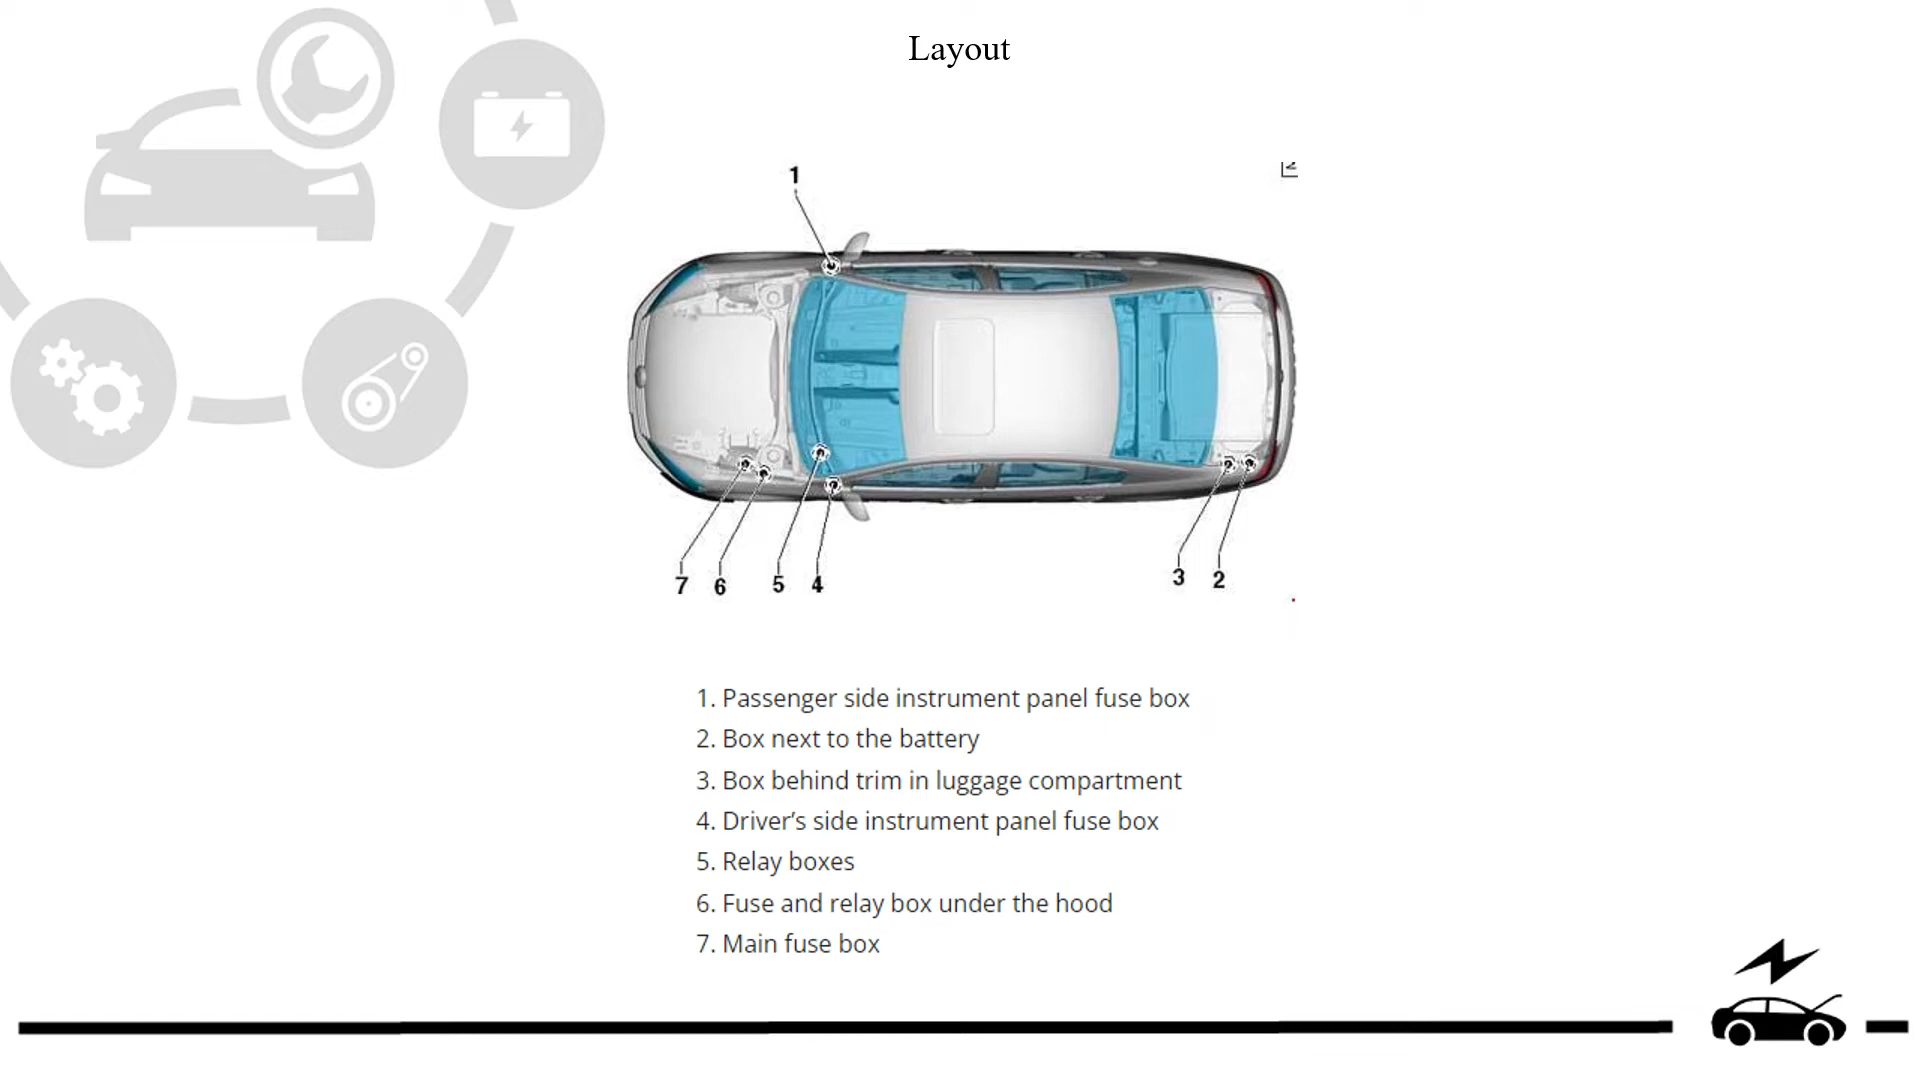 Layout
1
7
6
5
4
3
2
1. Passenger side instrument panel fuse box
2. Box next to the battery
3. Box behind trim in luggage compartment
4. Driver’s side instrument panel fuse box
5. Relay boxes
6. Fuse and relay box under the hood
7. Main fuse box